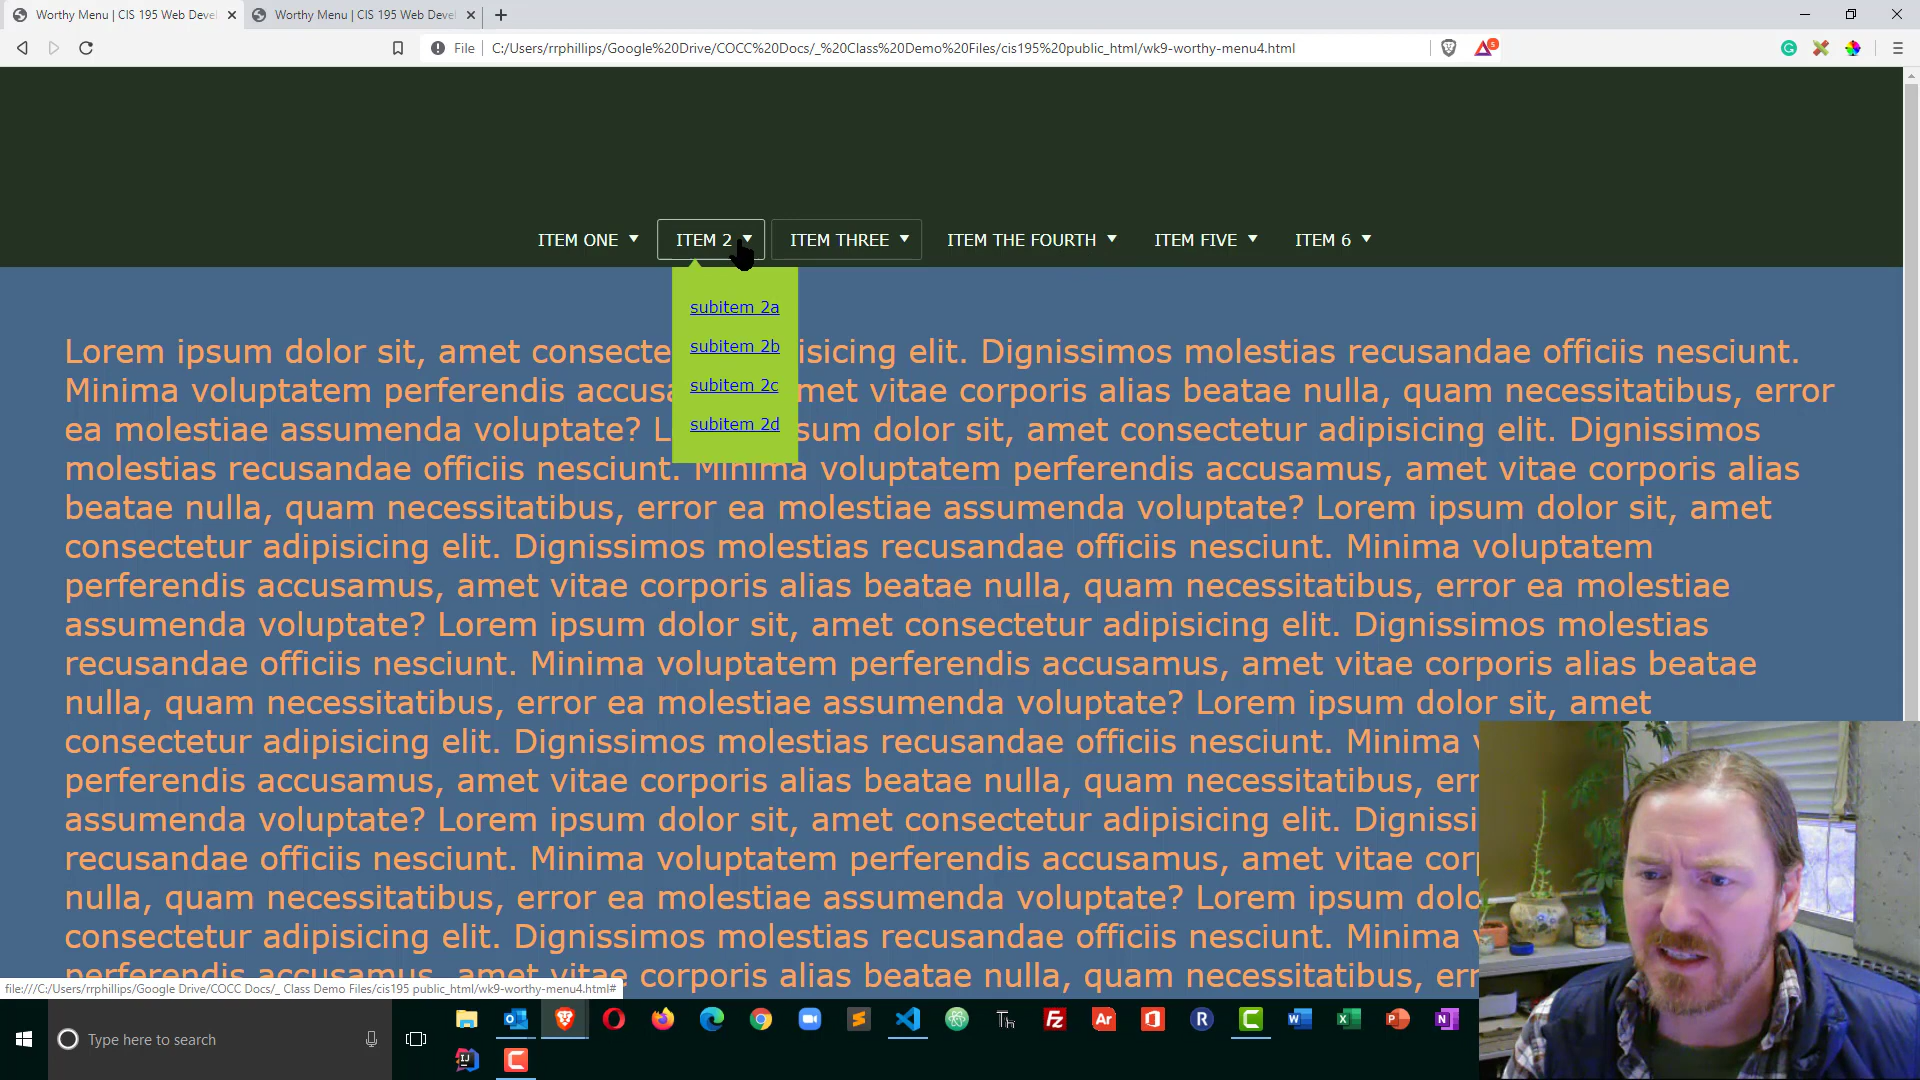 Worthy Menu | CIS 195 Web Deve
Worthy Menu | CIS 195 Web Deve
File
C:/Users/rrphillips/Google%20Drive/COCC%20Docs/_%20Class%20Demo%20Files/cis195%20public_html/wk9-worthy-menu4.html
5
ITEM ONE ITEM 2 ITEM THREE ITEM THE FOURTH ITEM FIVE ITEM 6
subitem 2a
subitem 2b
subitem 2c
subitem 2d
Lorem ipsum dolor sit, amet consecte isicing elit. Dignissimos molestias recusandae officiis nesciunt.
Minima voluptatem perferendis accusa met vitae corporis alias beatae nulla, quam necessitatibus, error
ea molestiae assumenda voluptate? L sum dolor sit, amet consectetur adipisicing elit. Dignissimos
molestias recusandae officiis nesciunt. Minima voluptatem perferendis accusamus, amet vitae corporis alias
beatae nulla, quam necessitatibus, error ea molestiae assumenda voluptate? Lorem ipsum dolor sit, amet
consectetur adipisicing elit. Dignissimos molestias recusandae officiis nesciunt. Minima voluptatem
perferendis accusamus, amet vitae corporis alias beatae nulla, quam necessitatibus, error ea molestiae
assumenda voluptate? Lorem ipsum dolor sit, amet consectetur adipisicing elit. Dignissimos molestias
recusandae officiis nesciunt. Minima voluptatem perferendis accusamus, amet vitae corporis alias beatae
nulla, quam necessitatibus, error ea molestiae assumenda voluptate? Lorem ipsum dolor sit, amet
consectetur adipisicing elit. Dignissimos molestias recusandae officiis nesciunt. Minima v
perferendis accusamus, amet vitae corporis alias beatae nulla, quam necessitatibus, err
assumenda voluptate? Lorem ipsum dolor sit, amet consectetur adipisicing elit. Dignissi
recusandae officiis nesciunt. Minima voluptatem perferendis accusamus, amet vitae cor
nulla, quam necessitatibus, error ea molestiae assumenda voluptate? Lorem ipsum dolo
consectetur adipisicing elit. Dignissimos molestias recusandae officiis nesciunt. Minima v
perferendis accusamus, amet vitae corporis alias beatae nulla, quam necessitatibus, err
file:///C:/Users/rrphillips/Google Drive/COCC Docs/_ Class Demo Files/cis195 public_html/wk9-worthy-menu4.html#
Type here to search